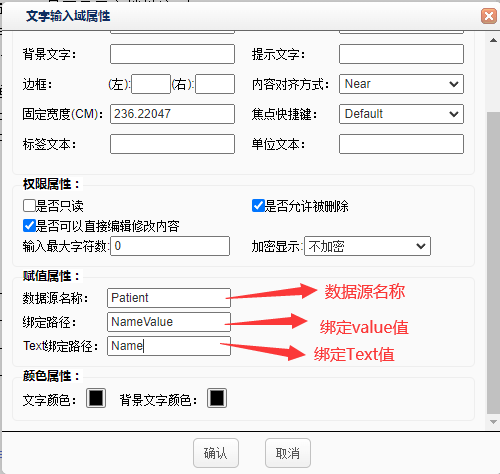 文字输入域属性
背景文字： 提示文字：
边框： (左): (右): 内容对齐方式： Near
固定宽度(CM)： 236.22047 焦点快捷键： Default
标签文本： 单位文本：
权限属性：
是否只读 是否允许被删除
是否可以直接编辑修改内容
输入最大字符数: 0 加密显示: 不加密
赋值属性：
数据源名称： Patient 数据源名称
绑定路径： NameValue 绑定value值
Text绑定路径： Name 绑定Text值
颜色属性：
文字颜色： 背景文字颜色：
确认 取消